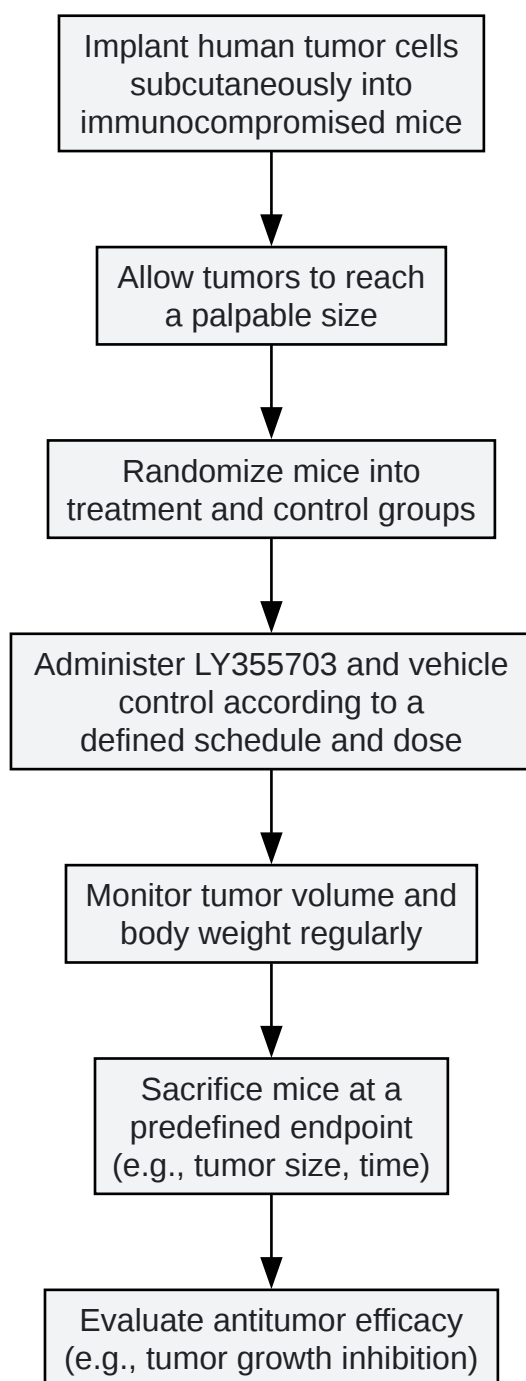 Implant human tumor cells
subcutaneously into
immunocompromised mice
Allow tumors to reach
a palpable size
Randomize mice into
treatment and control groups
Administer LY355703 and vehicle
control according to a
defined schedule and dose
Monitor tumor volume and
body weight regularly
Sacrifice mice at a
predefined endpoint
(e.g., tumor size, time)
Evaluate antitumor efficacy
(e.g., tumor growth inhibition)